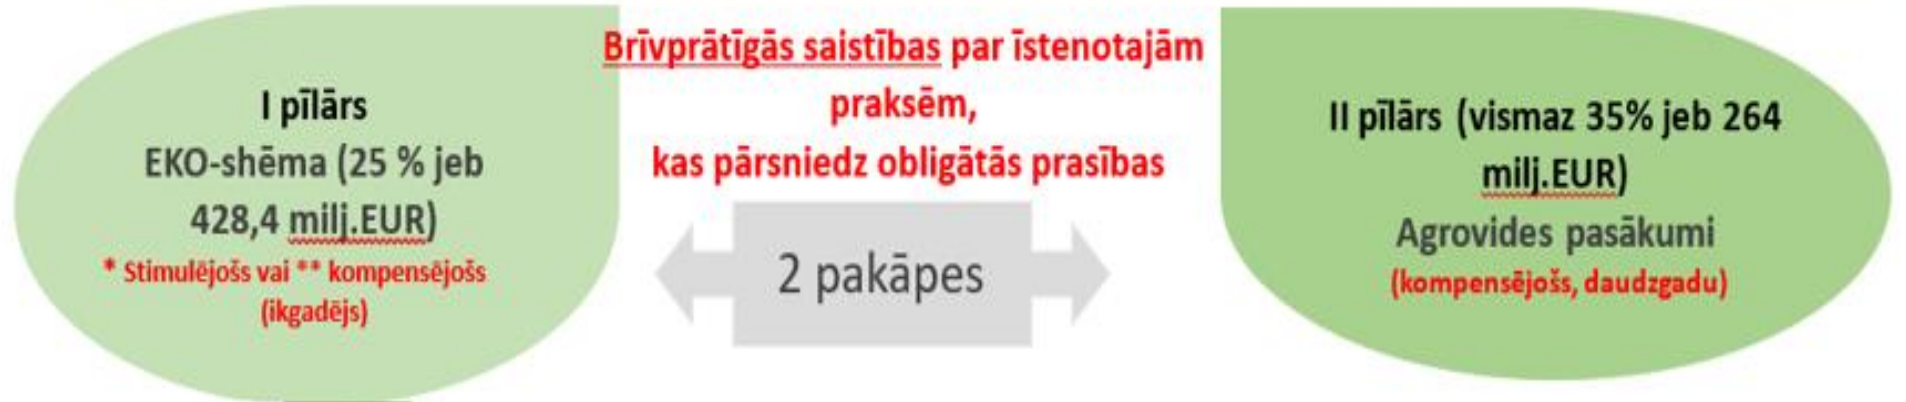 I pīlārs
EKO-shēma (25 % jeb
428,4 milj.EUR)
* Stimulējošs vai ** kompensējošs
(ikgadējs)
Brīvprātīgās saistības par īstenotajām
praksēm,
kas pārsniedz obligātās prasības
2 pakāpes
II pīlārs (vismaz 35% jeb 264
milj.EUR)
Agrovides pasākumi
(kompensējošs, daudzgadu)